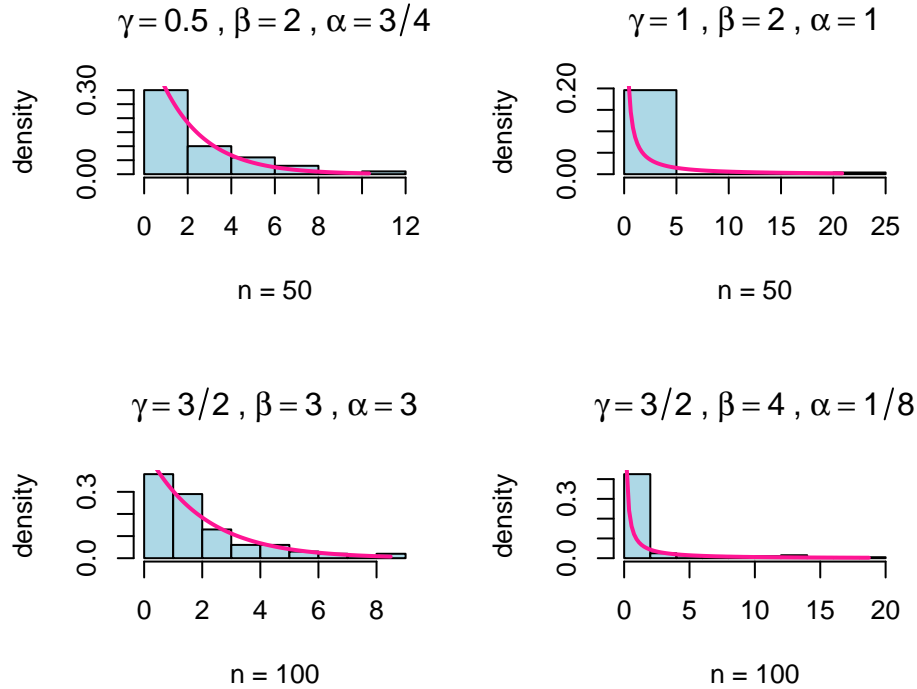 γ = 0.5 , β = 2 , α = 3/4
density
0.00 0.30
0 2 4 6 8 12
n = 50
γ = 1 , β = 2 , α = 1
density
0.00 0.20
0 5 10 15 20 25
n = 50
γ = 3/2 , β = 3 , α = 3
density
0.0 0.3
0 2 4 6 8
n = 100
γ = 3/2 , β = 4 , α = 1/8
density
0.0 0.3
0 5 10 15 20
n = 100